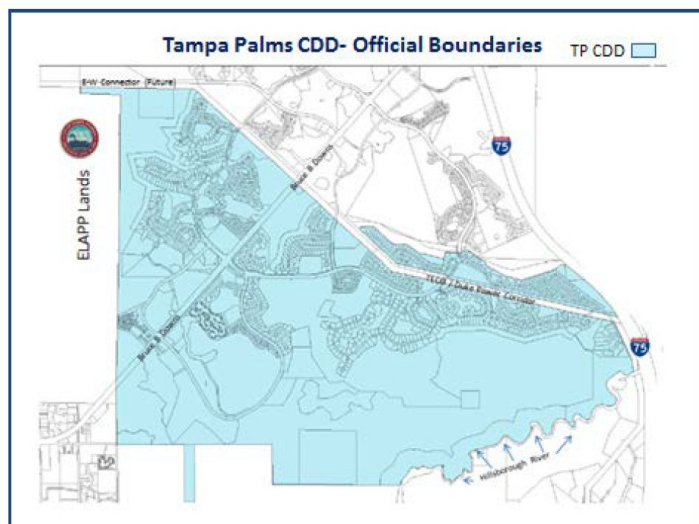 Tampa Palms CDD- Official Boundaries
TP CDD
E-W Connector (Future)
ELAPP Lands
Bruce B Downs
75
TECO / Duke Power Corridor
Bruce B Downs
75
Hillsborough River